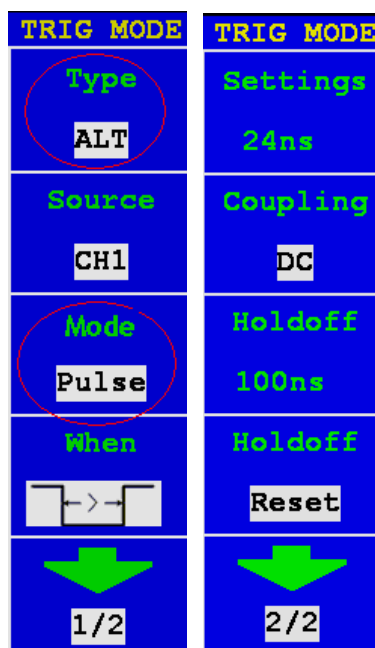 TRIG MODE
Type
ALT
Source
CH1
Mode
Pulse
When
>
1/2
TRIG MODE
Settings
24ns
Coupling
DC
Holdoff
100ns
Holdoff
Reset
2/2